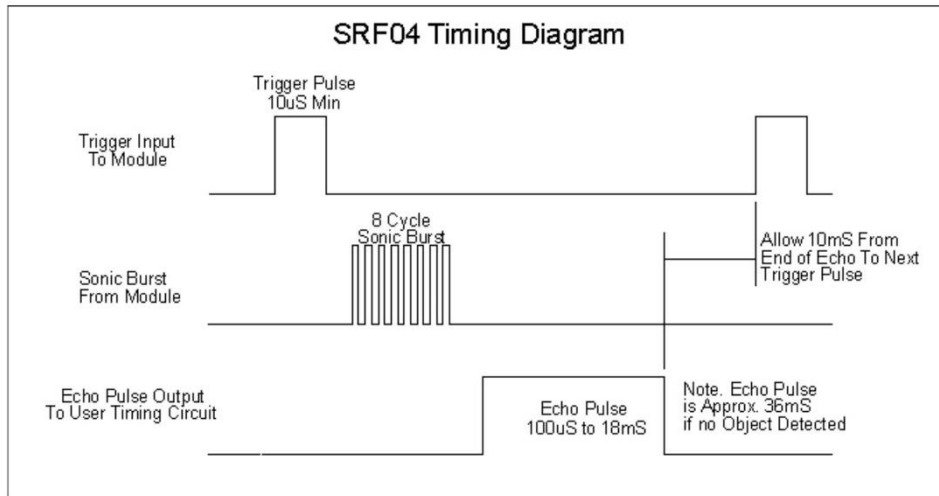 SRF04 Timing Diagram
Trigger Pulse
10uS Min
Trigger Input
To Module
8 Cycle
Sonic Burst
Allow 10mS From
End of Echo To Next
Trigger Pulse
Sonic Burst
From Module
Echo Pulse Output
To User Timing Circuit
Echo Pulse
100uS to 18mS
Note. Echo Pulse
is Approx. 36mS
if no Object Detected